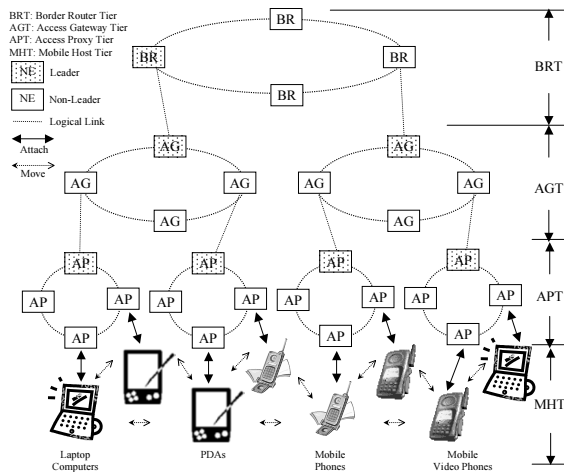 BRT: Border Router Tier
AGT: Access Gateway Tier
APT: Access Proxy Tier
MHT: Mobile Host Tier
NE Leader
NE Non-Leader
Logical Link
Attach
Move
BR
BR BR
BR
BRT
AG AG
AG AG AG AG
AG AG
AGT
AP AP AP AP
AP AP AP AP AP AP AP AP
AP AP AP AP
APT
MHT
Laptop Computers
PDAs
Mobile Phones
Mobile Video Phones